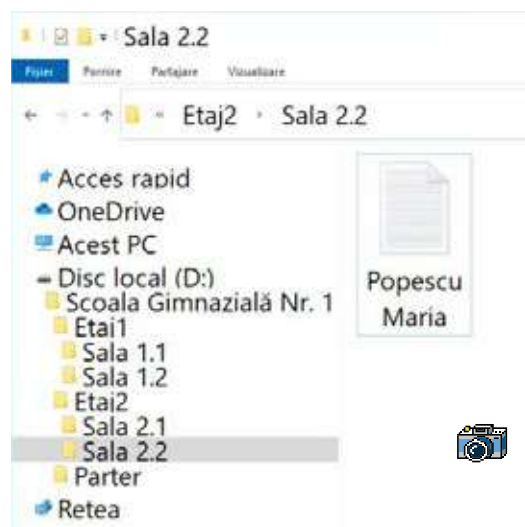 Sala 2.2
Fișier Pornire Partajare Vizualizare
« Etaj2 › Sala 2.2
Acces rapid
OneDrive
Acest PC
Disc local (D:)
Scoala Gimnazială Nr. 1
Etaj1
Sala 1.1
Sala 1.2
Etaj2
Sala 2.1
Sala 2.2
Parter
Retea
Popescu
Maria